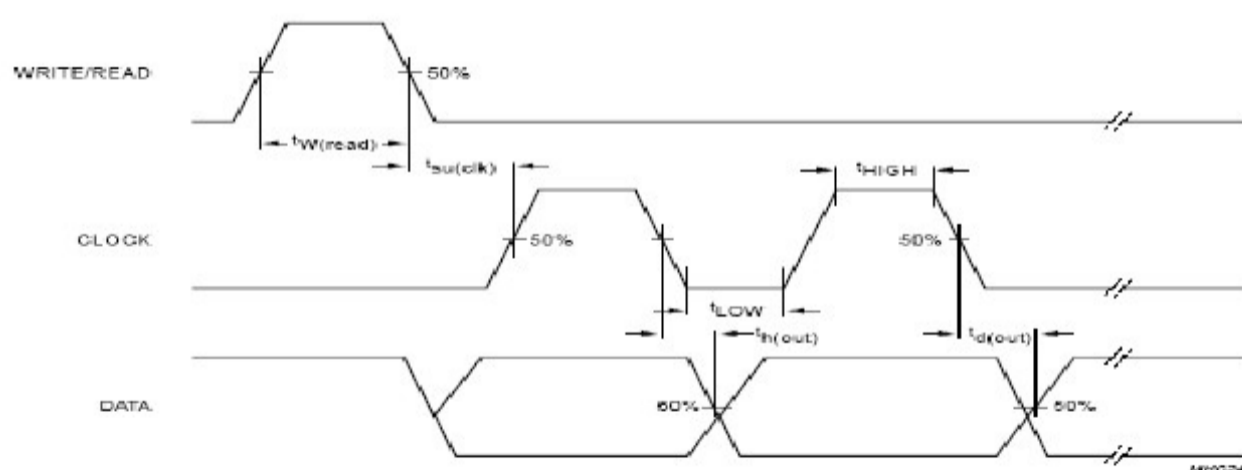 WRITE/READ
50%
tW(read)
tsu(clk)
tHIGH
CLOCK
50%
50%
tLOW
th(out)
td(out)
DATA
50%
50%